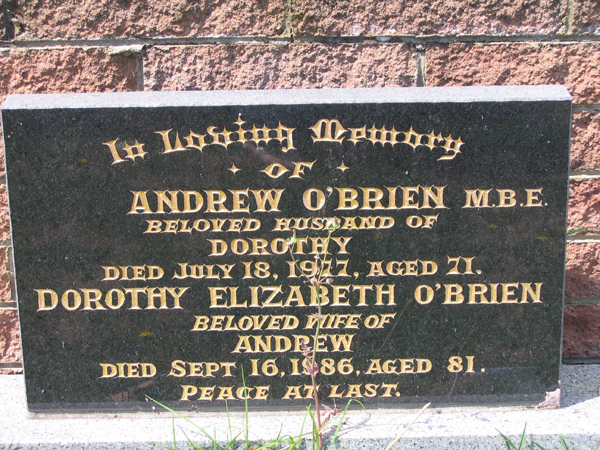 In Loving Memory
OF
ANDREW O'BRIEN M.B.E.
BELOVED HUSBAND OF
DOROTHY
DIED JULY 18, 1977, AGED 71.
DOROTHY ELIZABETH O'BRIEN
BELOVED WIFE OF
ANDREW
DIED SEPT 16, 1986, AGED 81.
PEACE AT LAST.